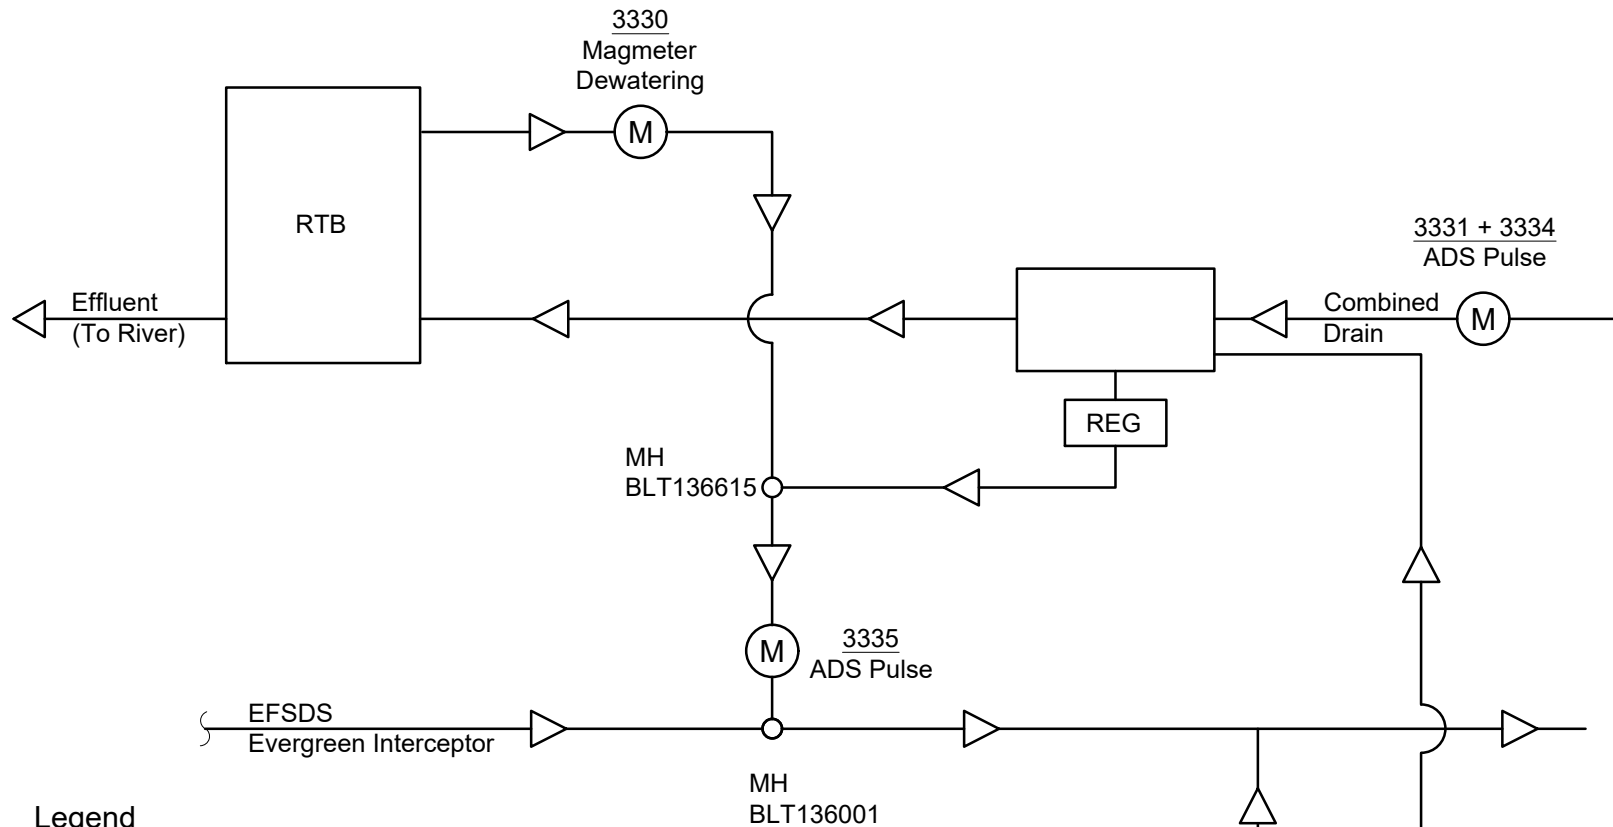 3330
Magmeter
Dewatering
M
RTB
3331 + 3334
ADS Pulse
Effluent
(To River)
Combined
Drain
M
REG
MH
BLT136615
M
3335
ADS Pulse
EFSDS
Evergreen Interceptor
MH
BLT136001
Legend